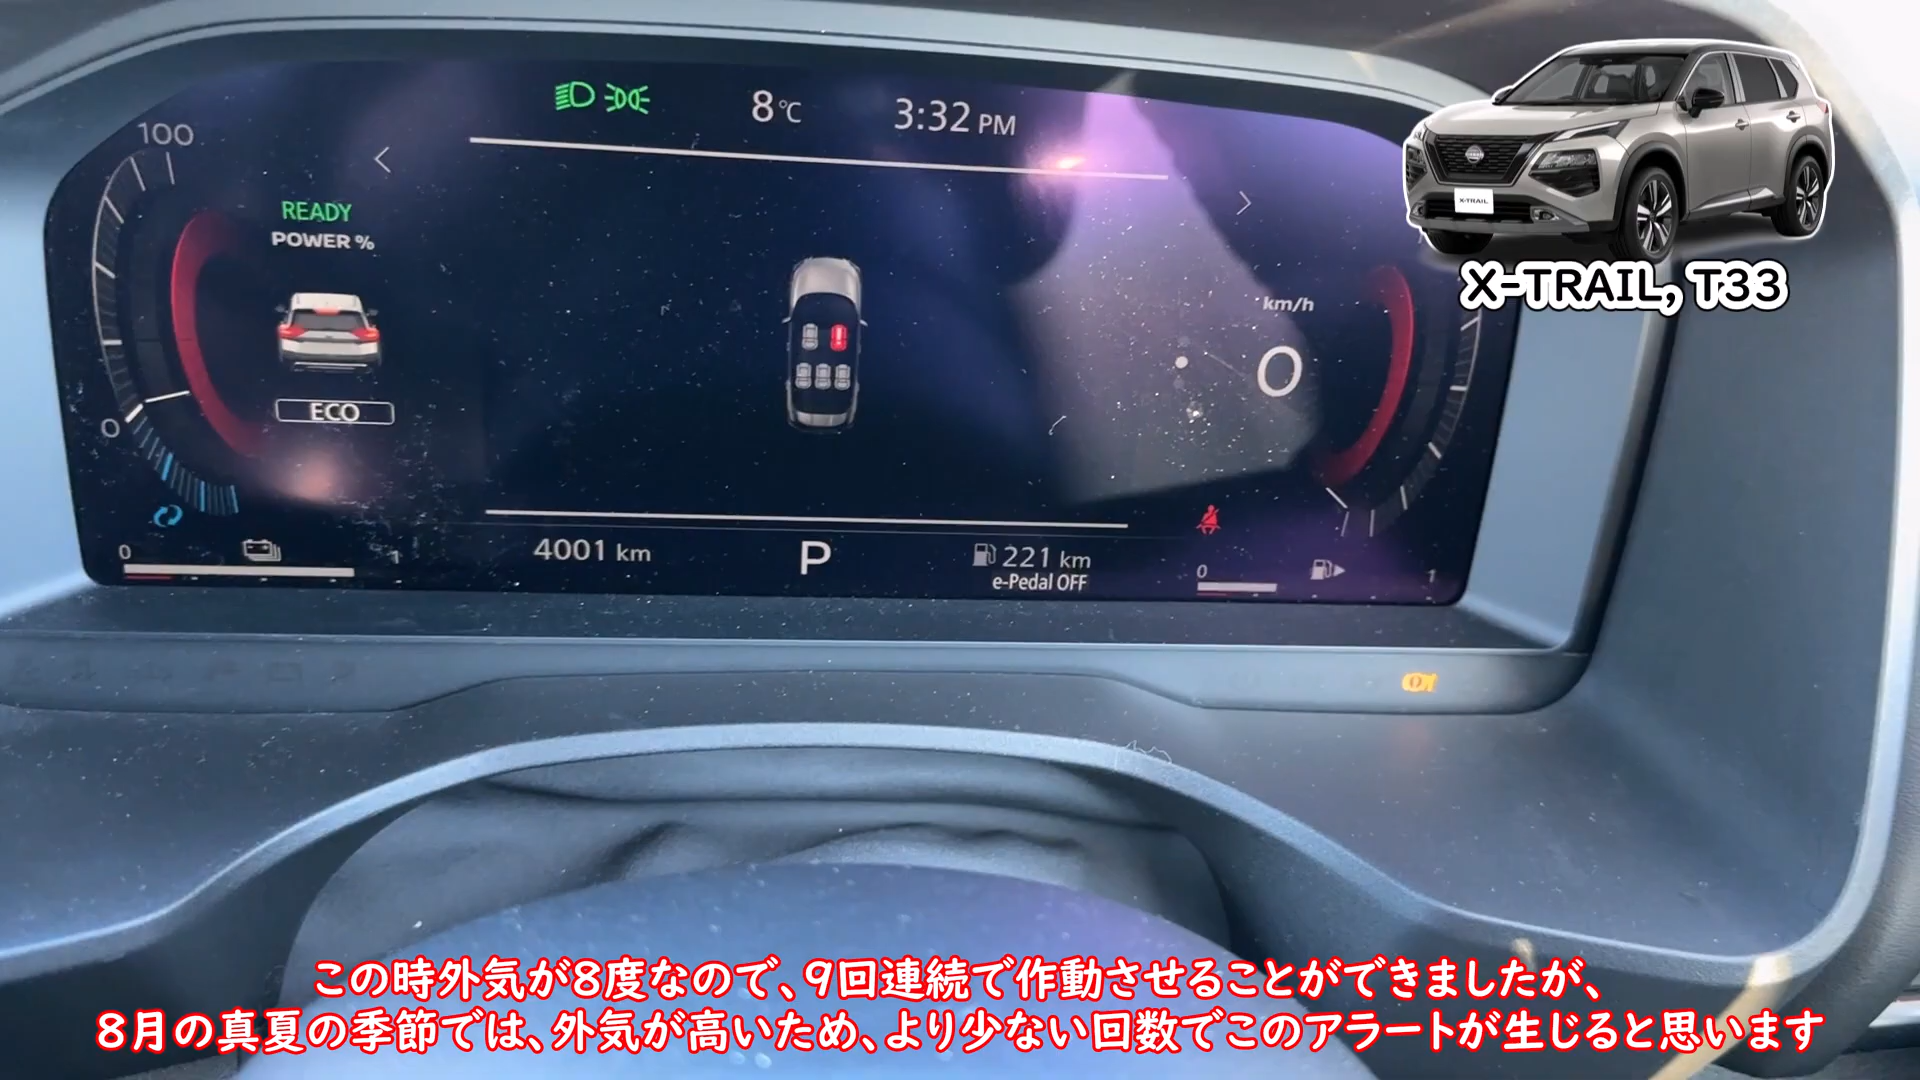 8℃
3:32 PM
100
READY
POWER %
X-TRAIL
X-TRAIL, T33
km/h
0
ECO
0
0
1
4001 km
P
221 km
e-Pedal OFF
0
1
この時外気が8度なので、9回連続で作動させることができましたが、
8月の真夏の季節では、外気が高いため、より少ない回数でこのアラートが生じると思います